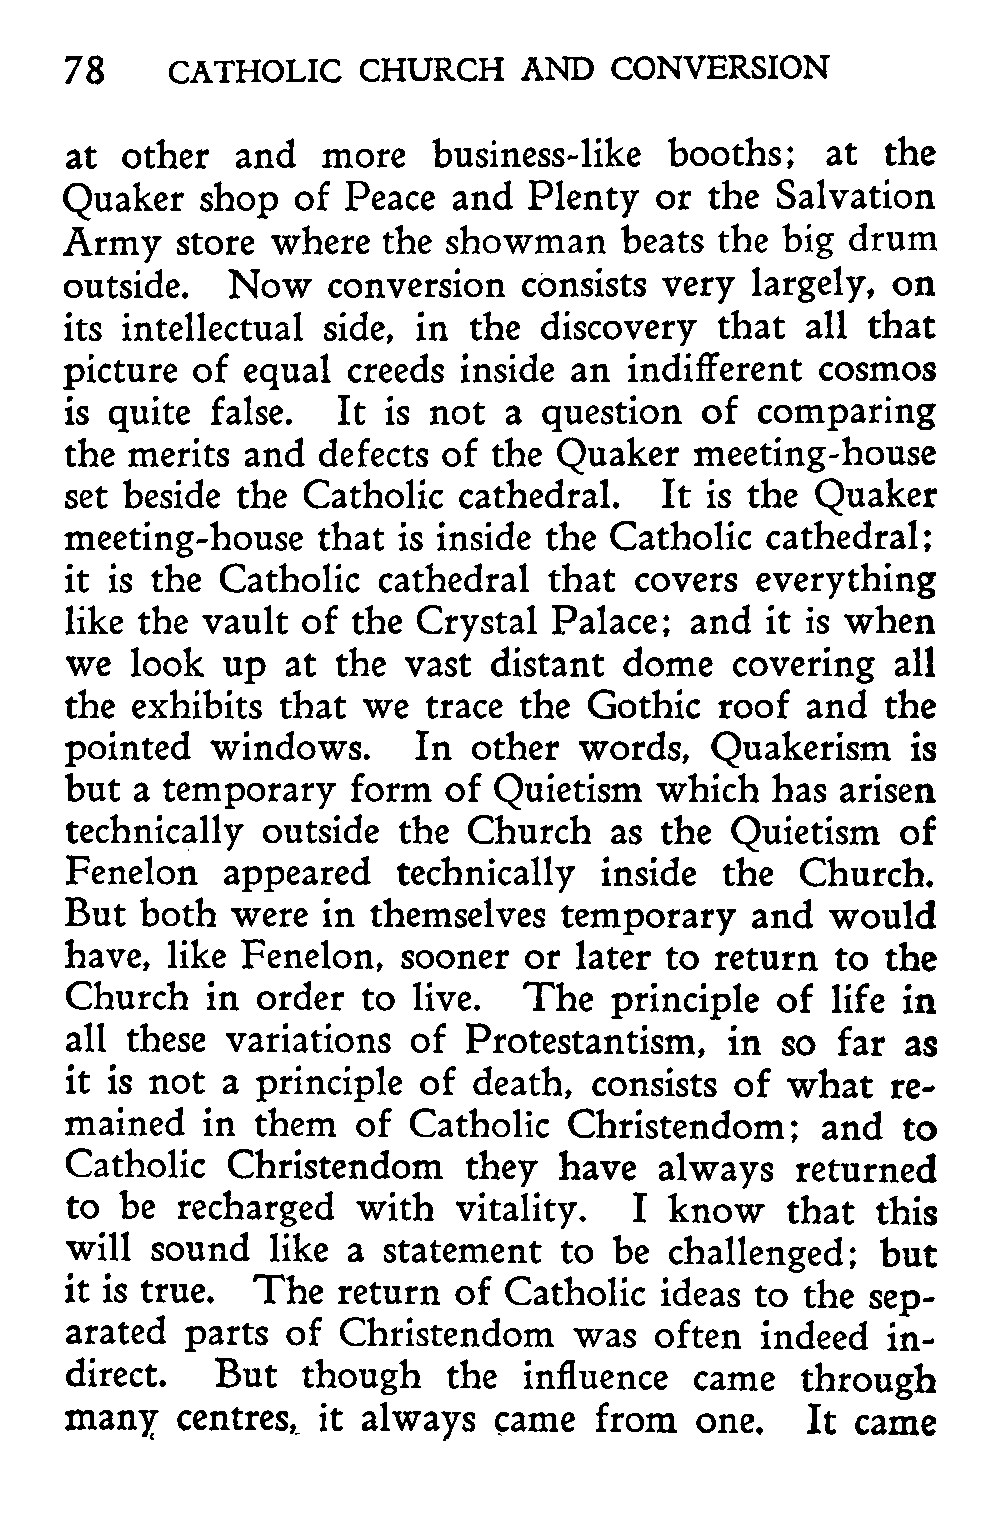 78 CATHOLIC CHURCH AND CONVERSION
at other and more business-like booths; at the
Quaker shop of Peace and Plenty or the Salvation
Army store where the showman beats the big drum
outside. Now conversion consists very largely, on
its intellectual side, in the discovery that all that
picture of equal creeds inside an indifferent cosmos
is quite false. It is not a question of comparing
the merits and defects of the Quaker meeting-house
set beside the Catholic cathedral. It is the Quaker
meeting-house that is inside the Catholic cathedral;
it is the Catholic cathedral that covers everything
like the vault of the Crystal Palace; and it is when
we look up at the vast distant dome covering all
the exhibits that we trace the Gothic roof and the
pointed windows. In other words, Quakerism is
but a temporary form of Quietism which has arisen
technically outside the Church as the Quietism of
Fenelon appeared technically inside the Church.
But both were in themselves temporary and would
have, like Fenelon, sooner or later to return to the
Church in order to live. The principle of life in
all these variations of Protestantism, in so far as
it is not a principle of death, consists of what re-
mained in them of Catholic Christendom; and to
Catholic Christendom they have always returned
to be recharged with vitality. I know that this
will sound like a statement to be challenged; but
it is true. The return of Catholic ideas to the sep-
arated parts of Christendom was often indeed in-
direct. But though the influence came through
many centres, it always came from one. It came